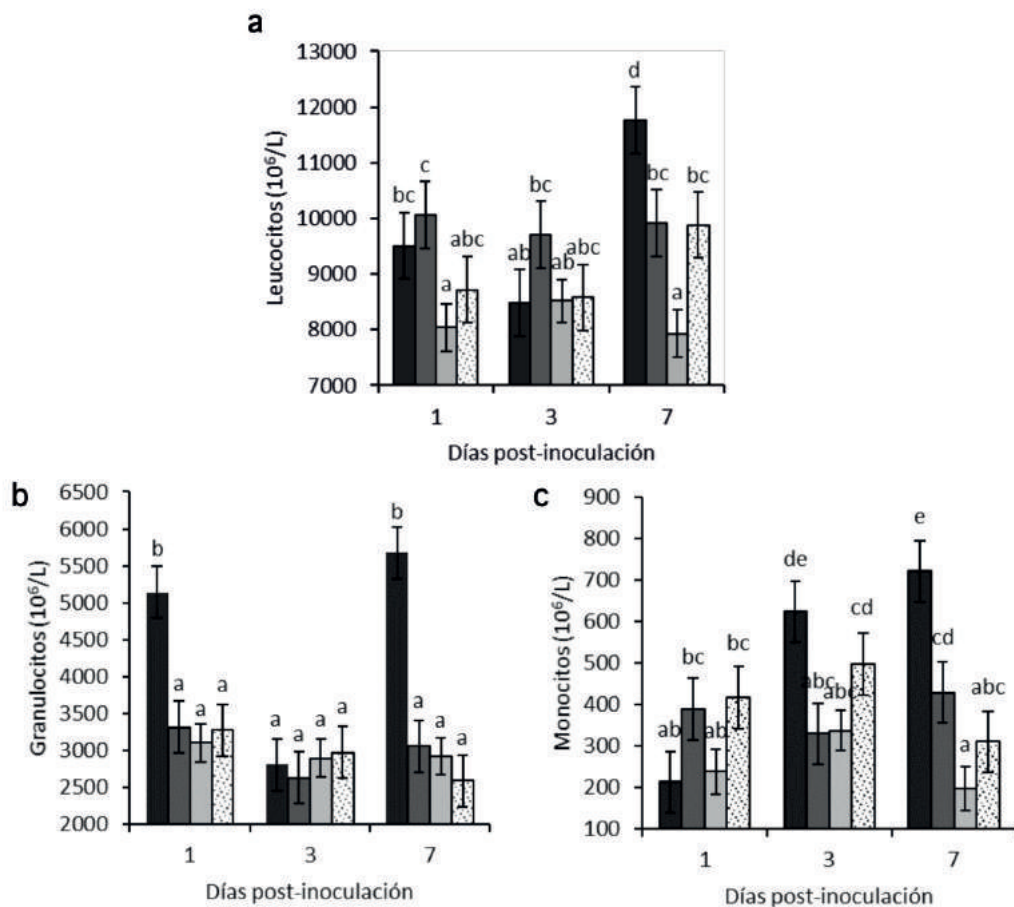 a
13000
12000
11000
10000
9000
8000
7000
Leucocitos (10⁶/L)
bc c a abc
ab bc ab abc
d bc a bc
1 3 7
Días post-inoculación
b
6500
6000
5500
5000
4500
4000
3500
3000
2500
2000
Granulocitos (10⁶/L)
b a a a
a a a a
b a a a
1 3 7
Días post-inoculación
c
900
800
700
600
500
400
300
200
100
Monocitos (10⁶/L)
ab bc ab bc
de abc abc cd
e cd a abc
1 3 7
Días post-inoculación